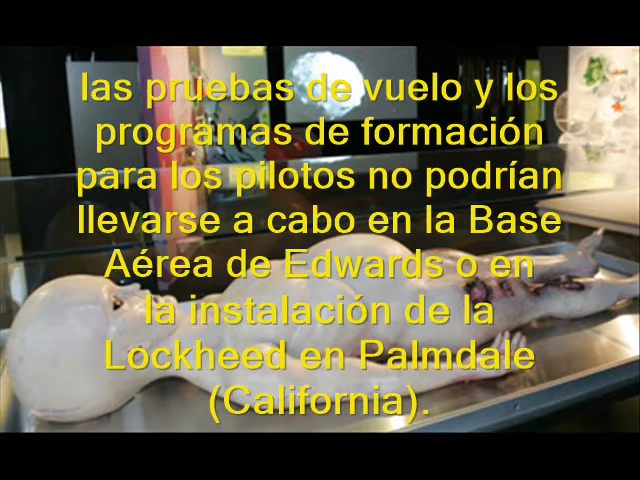 las pruebas de vuelo y los
programas de formación
para los pilotos no podrían
llevarse a cabo en la Base
Aérea de Edwards o en
la instalación de la
Lockheed en Palmdale
(California).